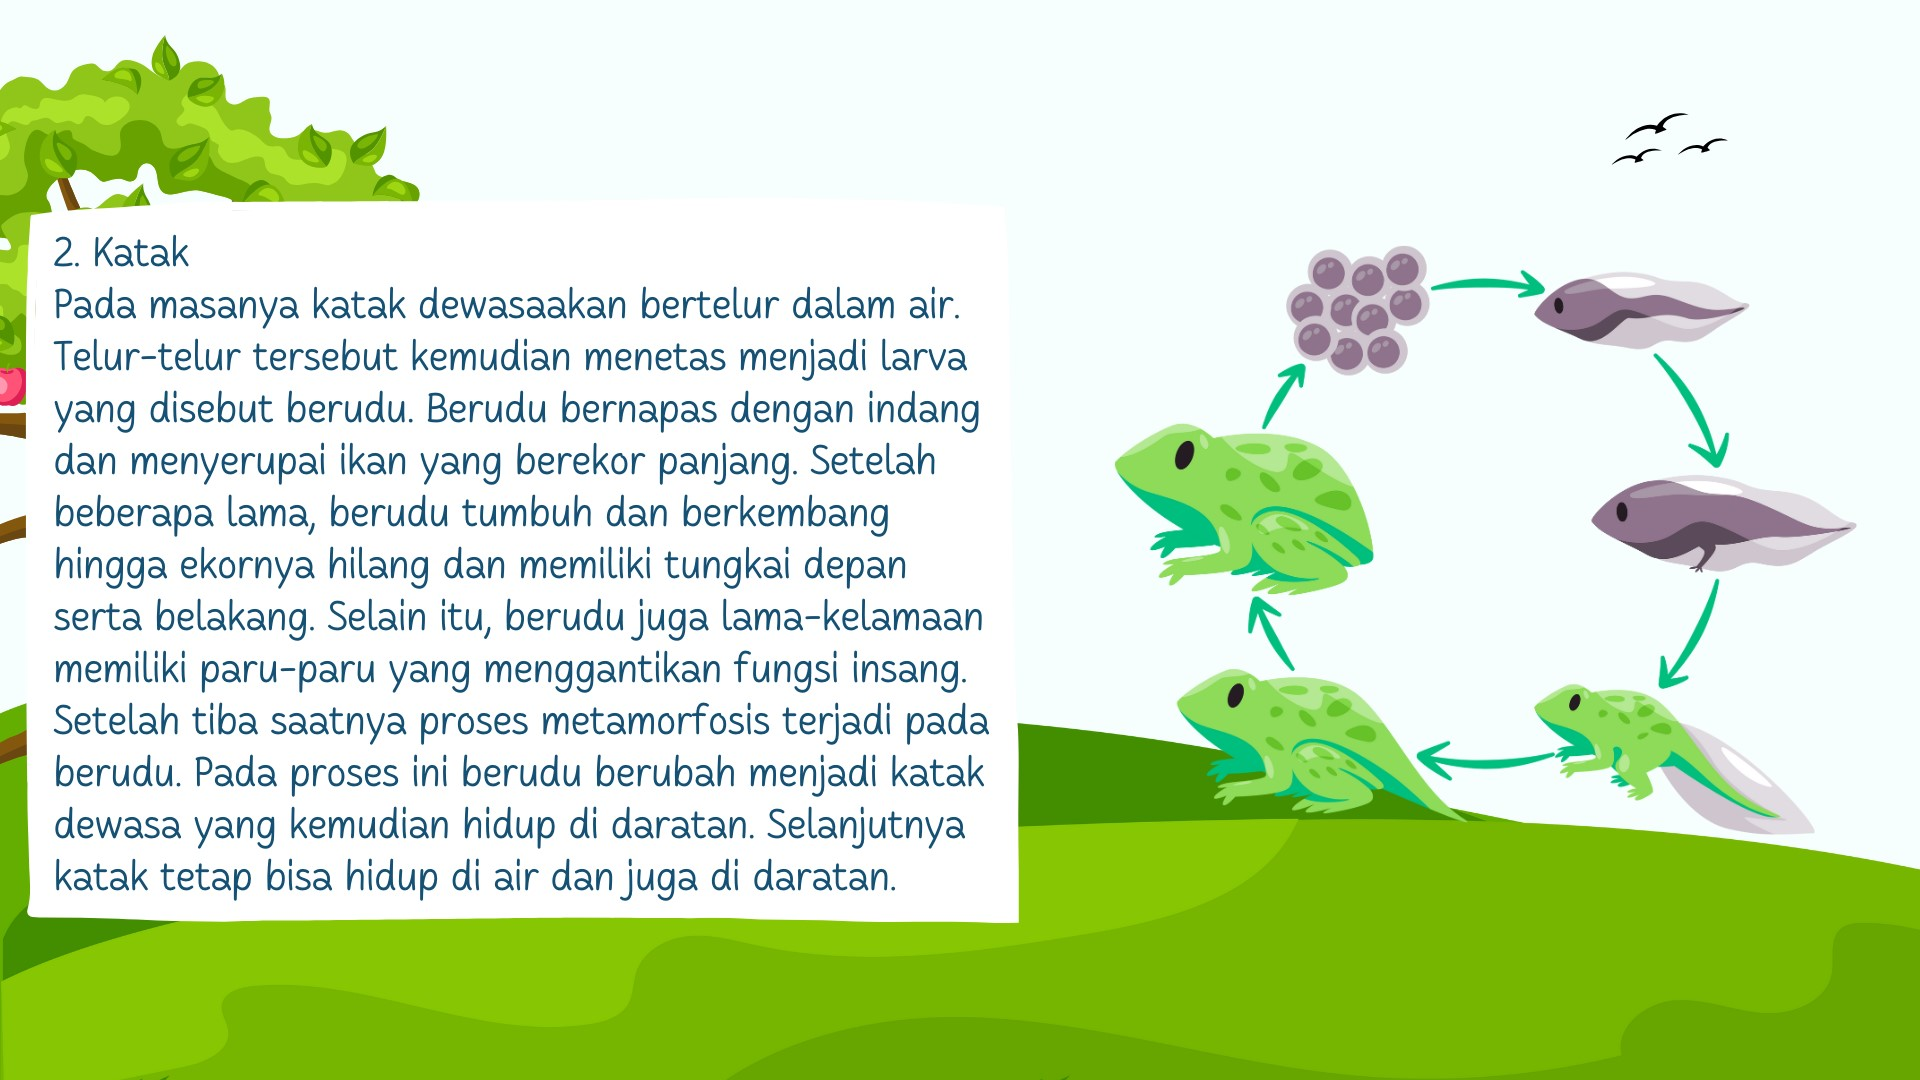 2. Katak
Pada masanya katak dewasaakan bertelur dalam air.
Telur-telur tersebut kemudian menetas menjadi larva
yang disebut berudu. Berudu bernapas dengan indang
dan menyerupai ikan yang berekor panjang. Setelah
beberapa lama, berudu tumbuh dan berkembang
hingga ekornya hilang dan memiliki tungkai depan
serta belakang. Selain itu, berudu juga lama-kelamaan
memiliki paru-paru yang menggantikan fungsi insang.
Setelah tiba saatnya proses metamorfosis terjadi pada
berudu. Pada proses ini berudu berubah menjadi katak
dewasa yang kemudian hidup di daratan. Selanjutnya
katak tetap bisa hidup di air dan juga di daratan.